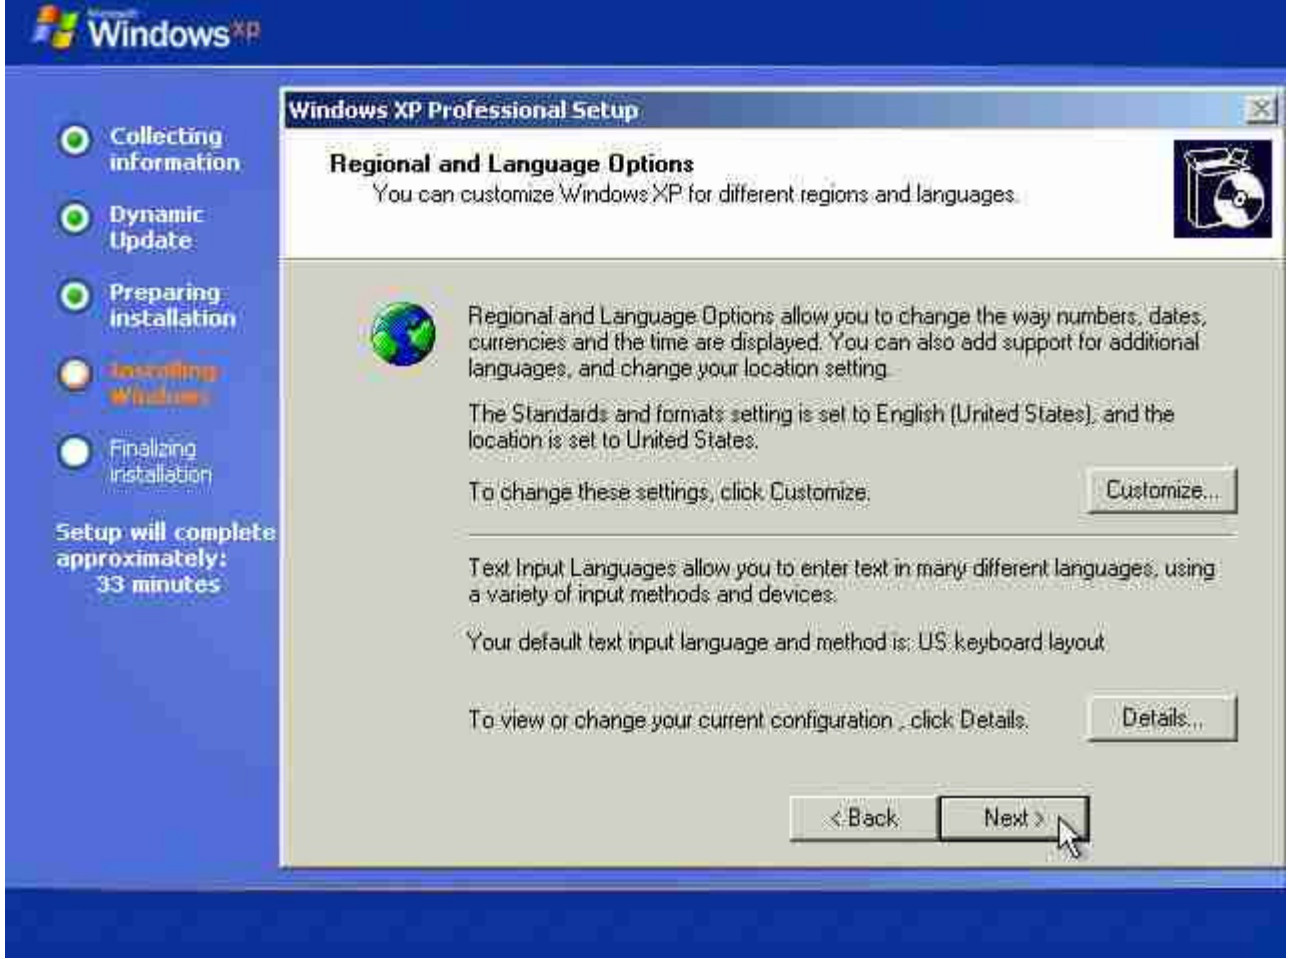 Microsoft
Windows xp
Collecting
information
Dynamic
Update
Preparing
installation
Installing
Windows
Finalizing
installation
Setup will complete
approximately:
33 minutes
Windows XP Professional Setup
Regional and Language Options
You can customize Windows XP for different regions and languages.
Regional and Language Options allow you to change the way numbers, dates,
currencies and the time are displayed. You can also add support for additional
languages, and change your location setting.
The Standards and formats setting is set to English (United States), and the
location is set to United States.
To change these settings, click Customize.
Customize...
Text Input Languages allow you to enter text in many different languages, using
a variety of input methods and devices.
Your default text input language and method is: US keyboard layout
To view or change your current configuration , click Details.
Details...
< Back
Next >